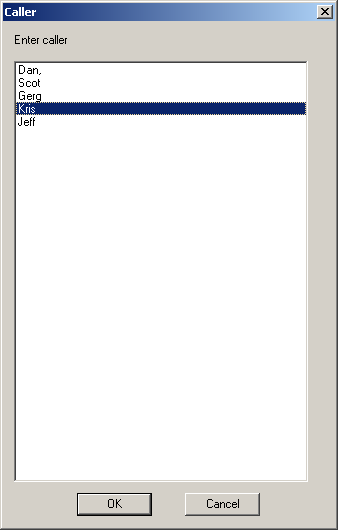 Caller
Enter caller
Dan,
Scot
Gerg
Kris
Jeff
OK
Cancel